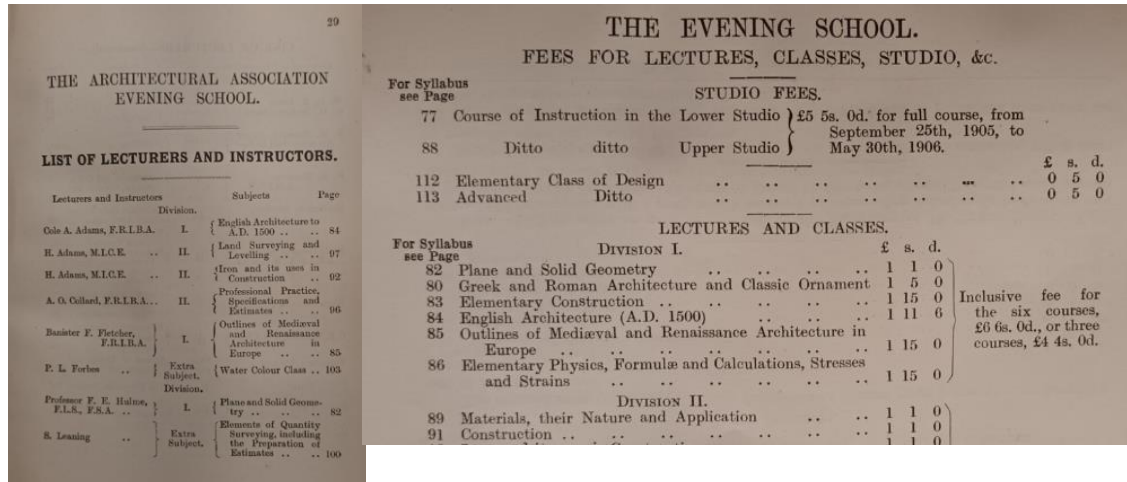 29
THE ARCHITECTURAL ASSOCIATION
EVENING SCHOOL.
LIST OF LECTURERS AND INSTRUCTORS.
Lecturers and Instructors Subjects Page
Division.
Cole A. Adams, F.R.I.B.A. I. English Architecture to
A.D. 1500 .. .. 84
H. Adams, M.I.C.E. .. II. Land Surveying and
Levelling .. .. 97
H. Adams, M.I.C.E. .. II. Iron and its uses in
Construction .. 92
A. O. Collard, F.R.I.B.A... II. Professional Practice,
Specifications and
Estimates .. .. 96
Banister F. Fletcher,
F.R.I.B.A. I. Outlines of Mediæval
and Renaissance
Architecture in
Europe .. .. 85
P. L. Forbes .. Extra
Subject. Water Colour Class .. 103
Division.
Professor F. E. Hulme,
F.L.S., F.S.A. .. I. Plane and Solid Geome-
try .. .. .. 82
S. Leaning .. Extra
Subject. Elements of Quantity
Surveying, including
the Preparation of
Estimates .. .. 100
THE EVENING SCHOOL.
FEES FOR LECTURES, CLASSES, STUDIO, &c.
For Syllabus
see Page
STUDIO FEES.
77 Course of Instruction in the Lower Studio £5 5s. 0d. for full course, from
September 25th, 1905, to
88 Ditto ditto Upper Studio May 30th, 1906.
£ s. d.
112 Elementary Class of Design .. .. .. .. .. ... .. 0 5 0
113 Advanced Ditto .. .. .. .. .. .. .. 0 5 0
LECTURES AND CLASSES.
For Syllabus
see Page
DIVISION I. £ s. d.
82 Plane and Solid Geometry .. .. .. .. 1 1 0
80 Greek and Roman Architecture and Classic Ornament 1 5 0
83 Elementary Construction .. .. .. .. .. 1 15 0
84 English Architecture (A.D. 1500) .. .. .. 1 11 6
85 Outlines of Mediæval and Renaissance Architecture in
Europe .. .. .. .. .. .. .. 1 15 0
86 Elementary Physics, Formulæ and Calculations, Stresses
and Strains .. .. .. .. .. .. 1 15 0
Inclusive fee for
the six courses,
£6 6s. 0d., or three
courses, £4 4s. 0d.
DIVISION II.
89 Materials, their Nature and Application .. .. 1 1 0
91 Construction .. .. .. .. .. .. .. 1 1 0
1 1 0